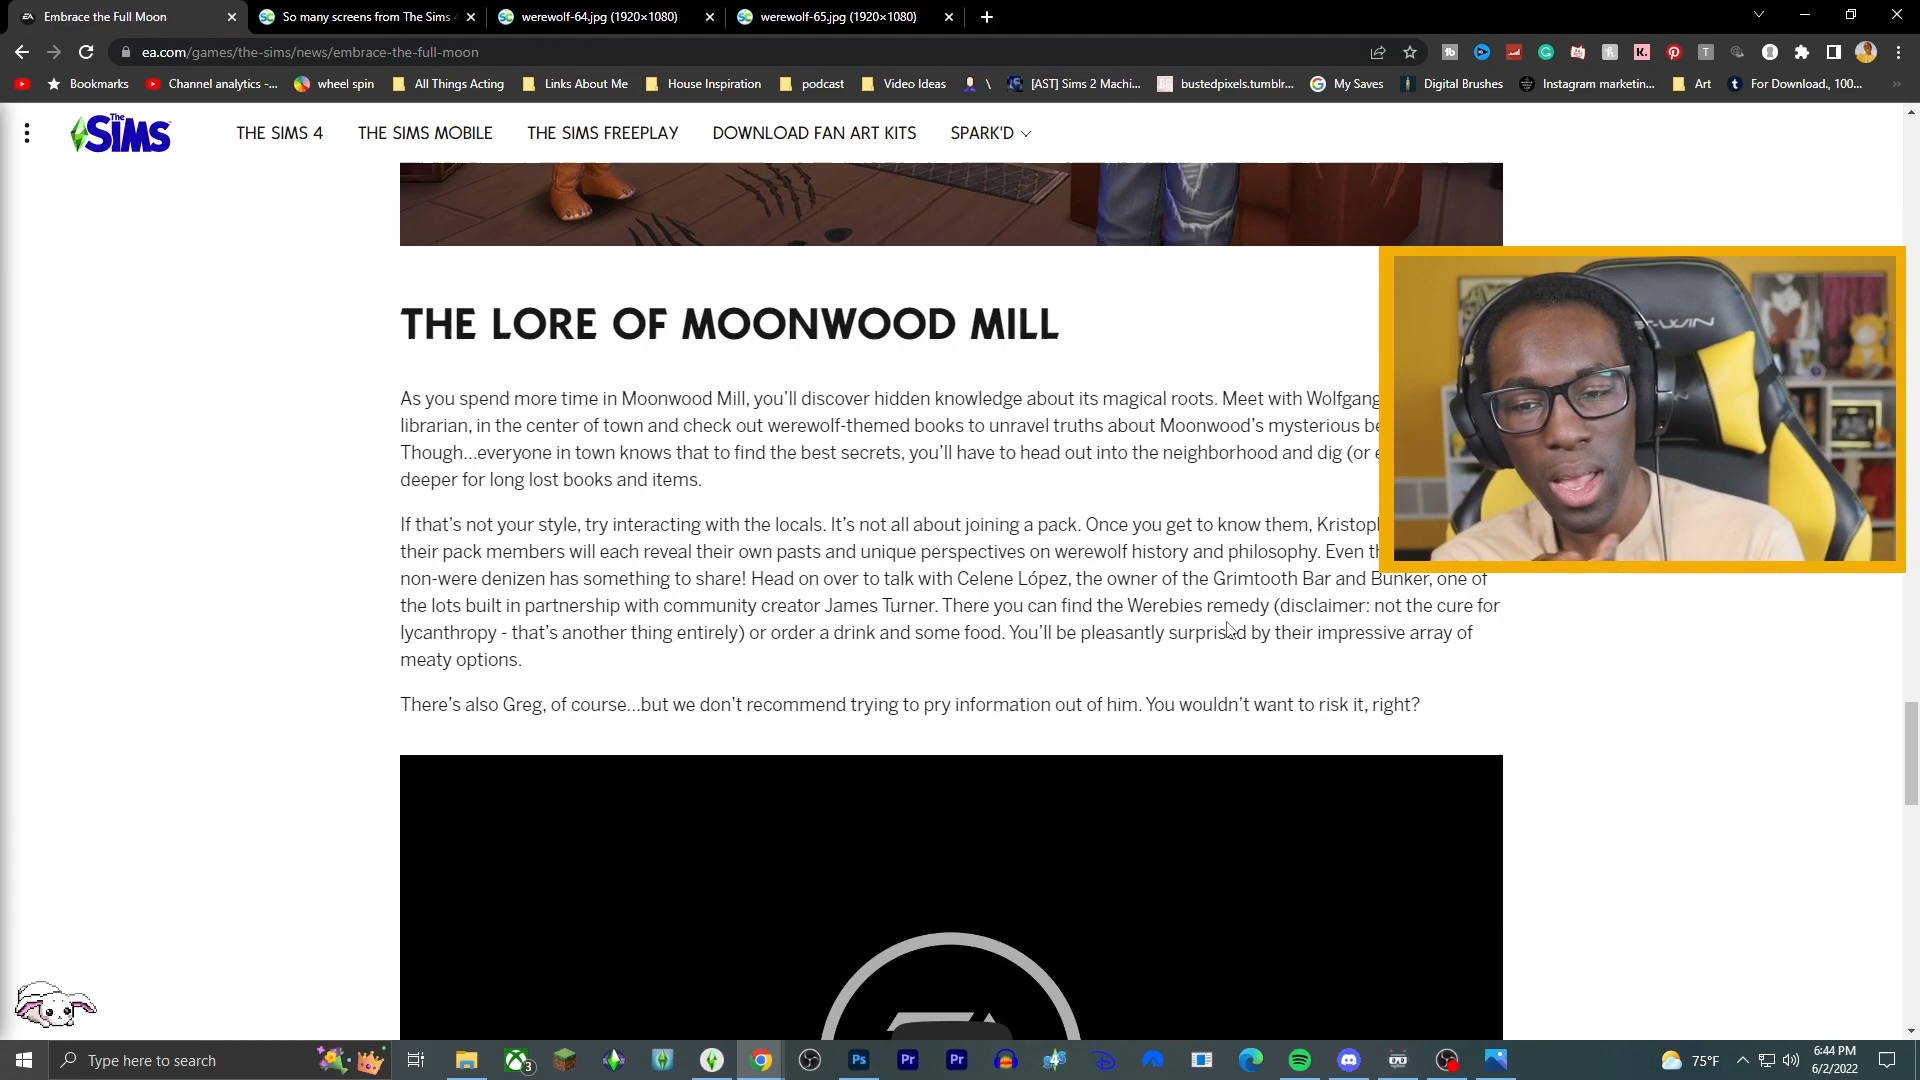 Embrace the Full Moon
So many screens from The Sims
werewolf-64.jpg (1920×1080)
werewolf-65.jpg (1920×1080)
ea.com/games/the-sims/news/embrace-the-full-moon
Bookmarks
Channel analytics -...
wheel spin
All Things Acting
Links About Me
House Inspiration
podcast
Video Ideas
\
[AST] Sims 2 Machi...
bustedpixels.tumblr...
My Saves
Digital Brushes
Instagram marketin...
Art
For Download., 100...
The Sims
THE SIMS 4
THE SIMS MOBILE
THE SIMS FREEPLAY
DOWNLOAD FAN ART KITS
SPARK'D
THE LORE OF MOONWOOD MILL
As you spend more time in Moonwood Mill, you'll discover hidden knowledge about its magical roots. Meet with Wolfgang
librarian, in the center of town and check out werewolf-themed books to unravel truths about Moonwood's mysterious
Though...everyone in town knows that to find the best secrets, you'll have to head out into the neighborhood and dig (or
deeper for long lost books and items.
If that's not your style, try interacting with the locals. It's not all about joining a pack. Once you get to know them,
their pack members will each reveal their own pasts and unique perspectives on werewolf history and philosophy. Even
non-were denizen has something to share! Head on over to talk with Celene López, the owner of the Grimtooth Bar and Bunker, one of
the lots built in partnership with community creator James Turner. There you can find the Werebies remedy (disclaimer: not the cure for
lycanthropy - that's another thing entirely) or order a drink and some food. You'll be pleasantly surprised by their impressive array of
meaty options.
There's also Greg, of course...but we don't recommend trying to pry information out of him. You wouldn't want to risk it, right?
Type here to search
3
75°F
6:44 PM
6/2/2022